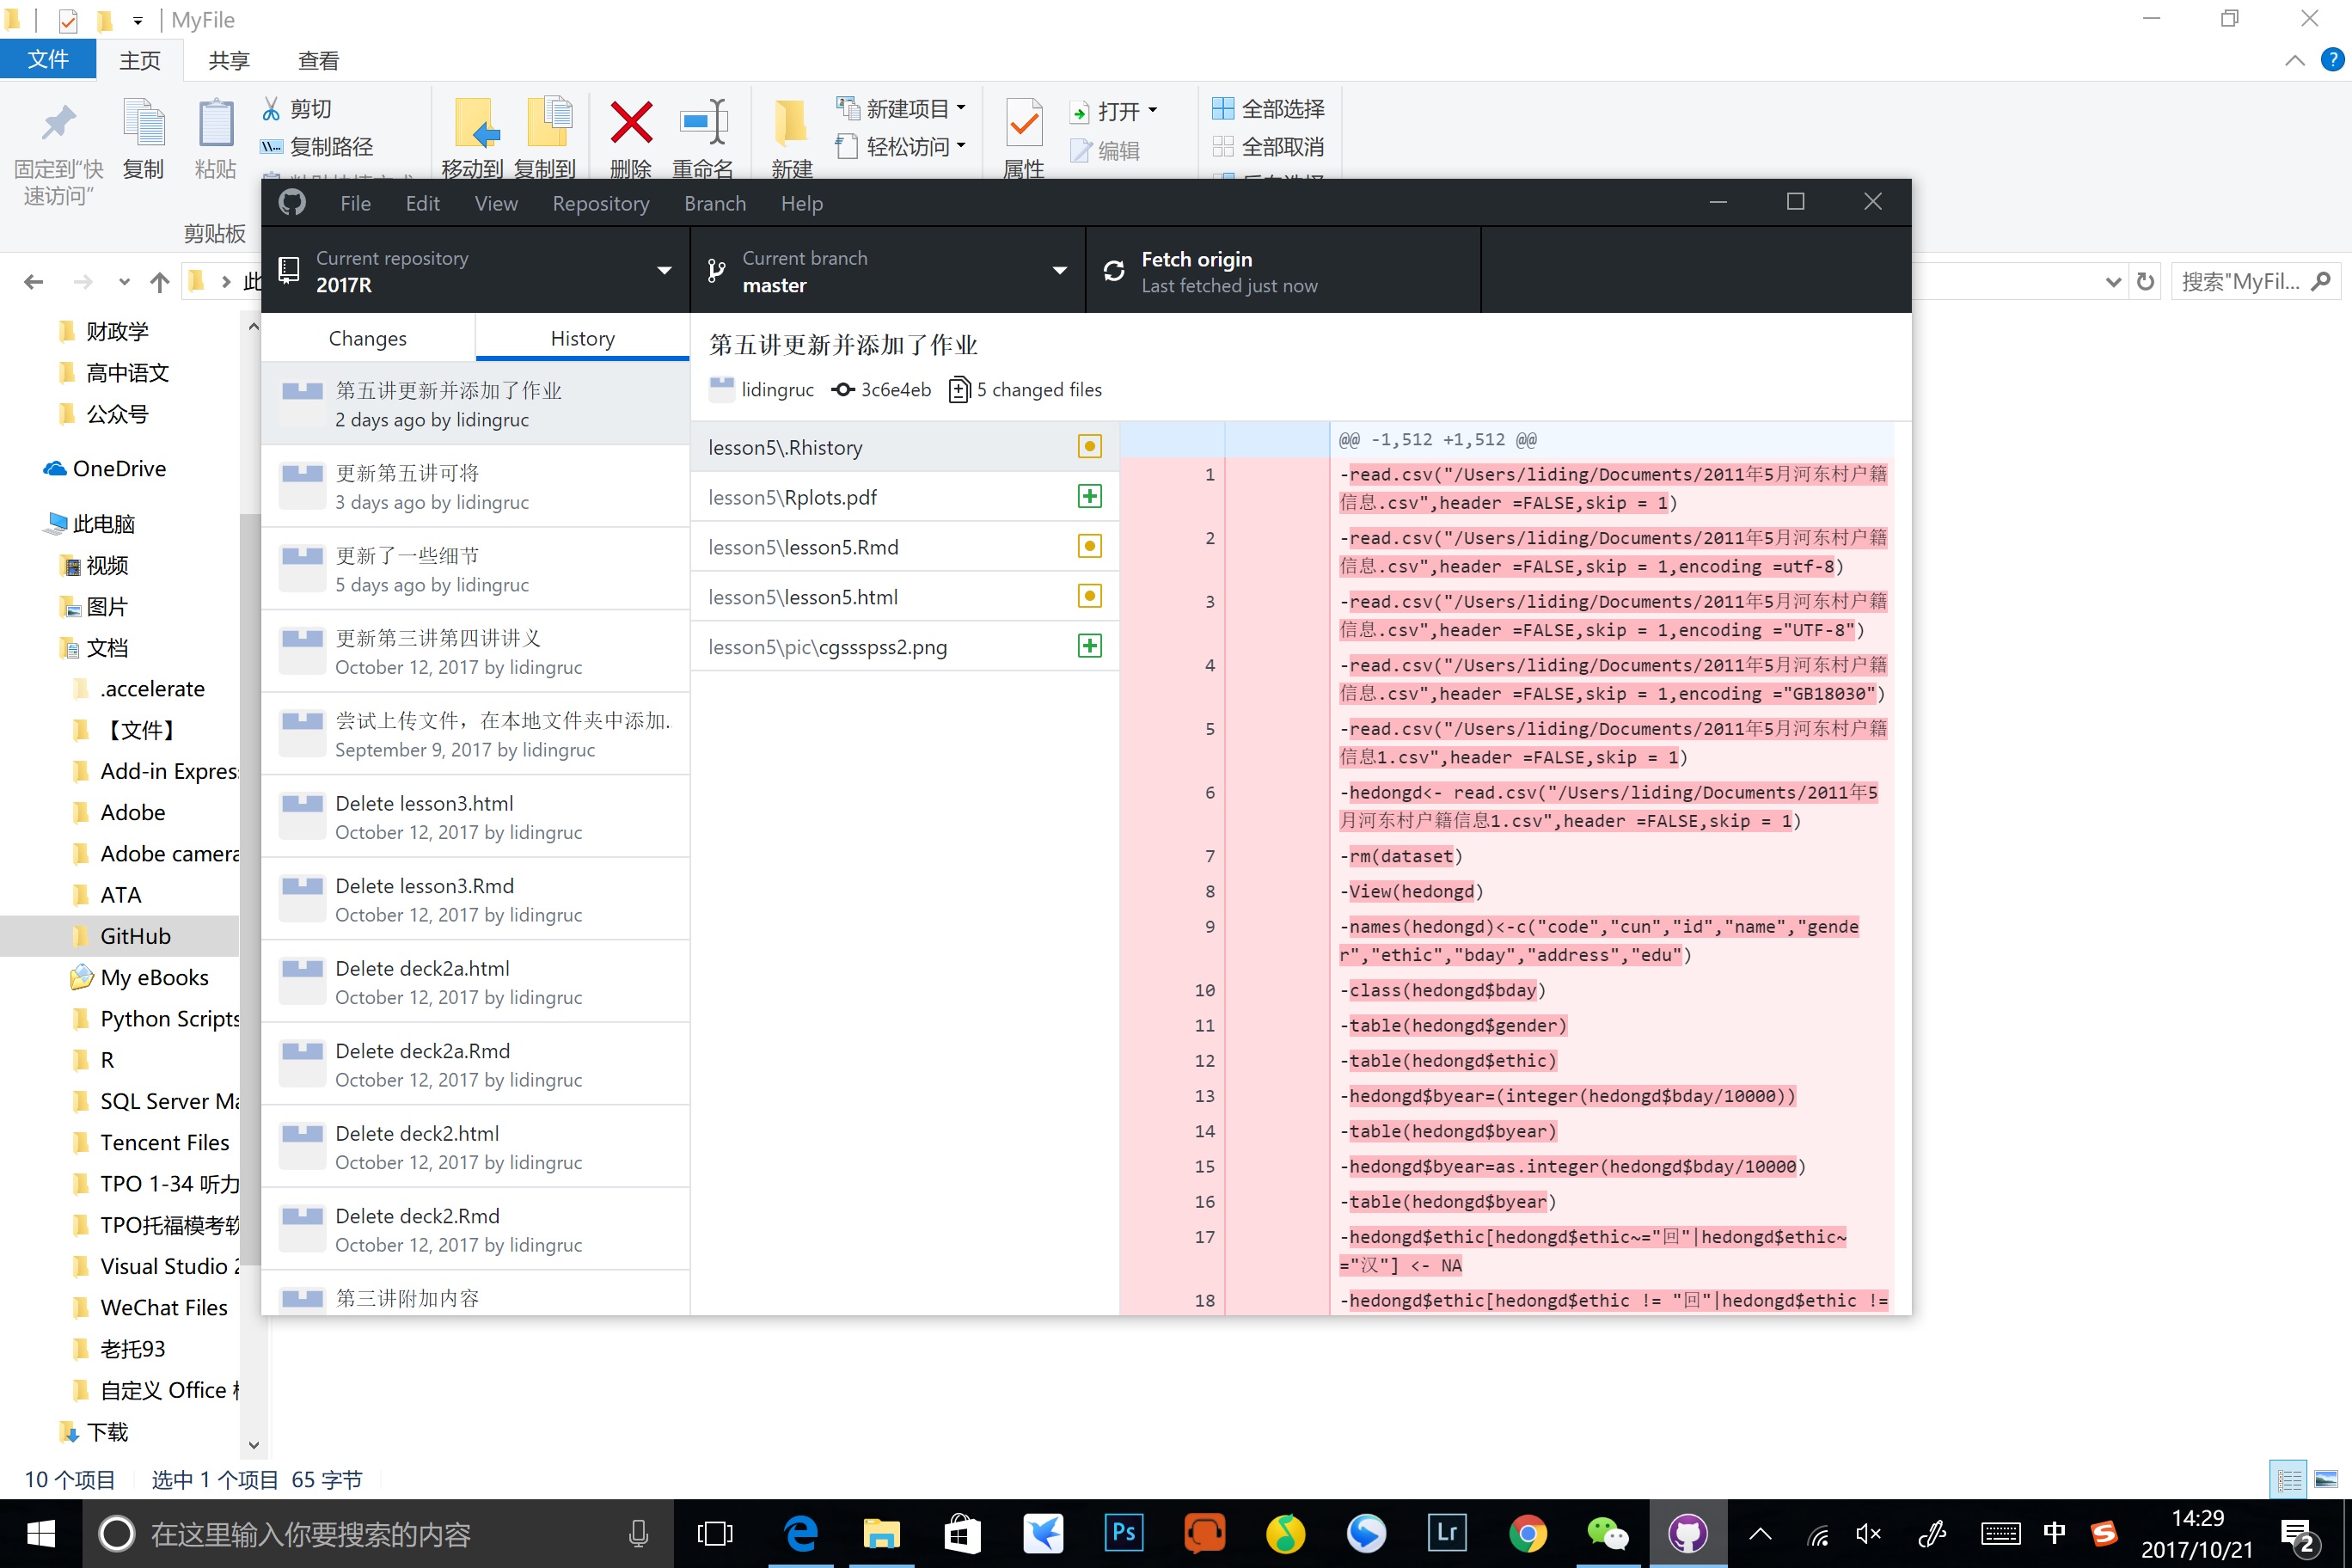 MyFile
文件 主页 共享 查看
固定到"快
速访问"
复制
粘贴
剪切
复制路径
移动到 复制到
删除 重命名
新建
新建项目
轻松访问
属性
打开
编辑
全部选择
全部取消
剪贴板
此
搜索"MyFil...
财政学
高中语文
公众号
OneDrive
此电脑
视频
图片
文档
.accelerate
【文件】
Add-in Expres
Adobe
Adobe camera
ATA
GitHub
My eBooks
Python Scripts
R
SQL Server Ma
Tencent Files
TPO 1-34 听力
TPO托福模考软
Visual Studio 2
WeChat Files
老托93
自定义 Office
下载
10 个项目 选中 1 个项目 65 字节
File Edit View Repository Branch Help
Current repository
2017R
Current branch
master
Fetch origin
Last fetched just now
Changes History
第五讲更新并添加了作业
2 days ago by lidingruc
更新第五讲可将
3 days ago by lidingruc
更新了一些细节
5 days ago by lidingruc
更新第三讲第四讲讲义
October 12, 2017 by lidingruc
尝试上传文件，在本地文件夹中添加..
September 9, 2017 by lidingruc
Delete lesson3.html
October 12, 2017 by lidingruc
Delete lesson3.Rmd
October 12, 2017 by lidingruc
Delete deck2a.html
October 12, 2017 by lidingruc
Delete deck2a.Rmd
October 12, 2017 by lidingruc
Delete deck2.html
October 12, 2017 by lidingruc
Delete deck2.Rmd
October 12, 2017 by lidingruc
第三讲附加内容
第五讲更新并添加了作业
lidingruc 3c6e4eb 5 changed files
lesson5\.Rhistory
lesson5\Rplots.pdf
lesson5\lesson5.Rmd
lesson5\lesson5.html
lesson5\pic\cgssspss2.png
@@ -1,512 +1,512 @@
1 -read.csv("/Users/liding/Documents/2011年5月河东村户籍
信息.csv",header =FALSE,skip = 1)
2 -read.csv("/Users/liding/Documents/2011年5月河东村户籍
信息.csv",header =FALSE,skip = 1,encoding =utf-8)
3 -read.csv("/Users/liding/Documents/2011年5月河东村户籍
信息.csv",header =FALSE,skip = 1,encoding ="UTF-8")
4 -read.csv("/Users/liding/Documents/2011年5月河东村户籍
信息.csv",header =FALSE,skip = 1,encoding ="GB18030")
5 -read.csv("/Users/liding/Documents/2011年5月河东村户籍
信息1.csv",header =FALSE,skip = 1)
6 -hedongd<- read.csv("/Users/liding/Documents/2011年5
月河东村户籍信息1.csv",header =FALSE,skip = 1)
7 -rm(dataset)
8 -View(hedongd)
9 -names(hedongd)<-c("code","cun","id","name","gende
r","ethic","bday","address","edu")
10 -class(hedongd$bday)
11 -table(hedongd$gender)
12 -table(hedongd$ethic)
13 -hedongd$byear=(integer(hedongd$bday/10000))
14 -table(hedongd$byear)
15 -hedongd$byear=as.integer(hedongd$bday/10000)
16 -table(hedongd$byear)
17 -hedongd$ethic[hedongd$ethic~="回"|hedongd$ethic~
="汉"] <- NA
18 -hedongd$ethic[hedongd$ethic != "回"|hedongd$ethic !=
在这里输入你要搜索的内容
Ps
Lr
中
14:29
2017/10/21
2